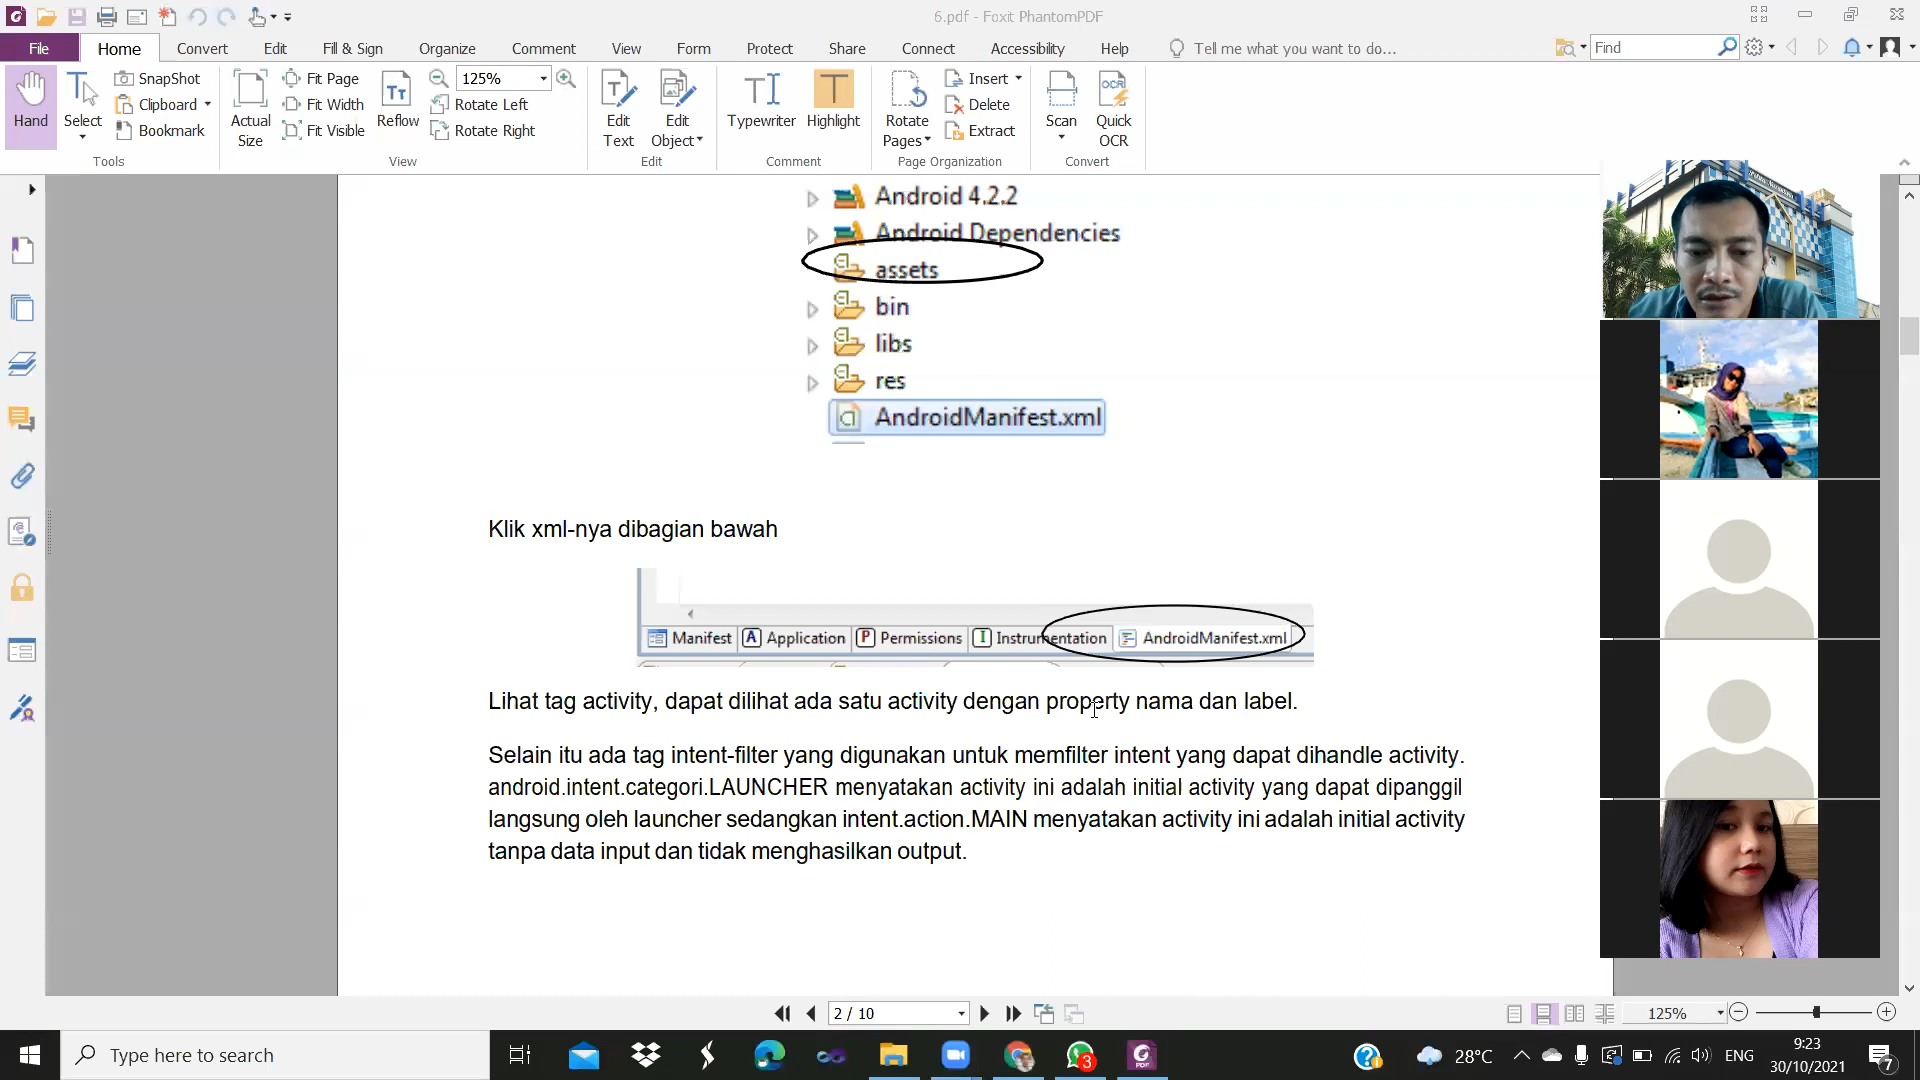 6.pdf - Foxit PhantomPDF
File Home Convert Edit Fill & Sign Organize Comment View Form Protect Share Connect Accessibility Help Tell me what you want to do... Find
Hand
Select
SnapShot
Clipboard
Bookmark
Tools
Actual Size
Fit Page
Fit Width
Fit Visible
Reflow
125%
Rotate Left
Rotate Right
View
Edit Text
Edit Object
Edit
Typewriter
Highlight
Comment
Rotate Pages
Insert
Delete
Extract
Page Organization
Scan
OCR
Quick OCR
Convert
Android 4.2.2
Android Dependencies
assets
bin
libs
res
AndroidManifest.xml
Klik xml-nya dibagian bawah
Manifest A Application P Permissions I Instrumentation AndroidManifest.xml
Lihat tag activity, dapat dilihat ada satu activity dengan property nama dan label.
Selain itu ada tag intent-filter yang digunakan untuk memfilter intent yang dapat dihandle activity.
android.intent.categori.LAUNCHER menyatakan activity ini adalah initial activity yang dapat dipanggil
langsung oleh launcher sedangkan intent.action.MAIN menyatakan activity ini adalah initial activity
tanpa data input dan tidak menghasilkan output.
2 / 10
125%
Type here to search
3
PDF
28°C
ENG
9:23
30/10/2021
7